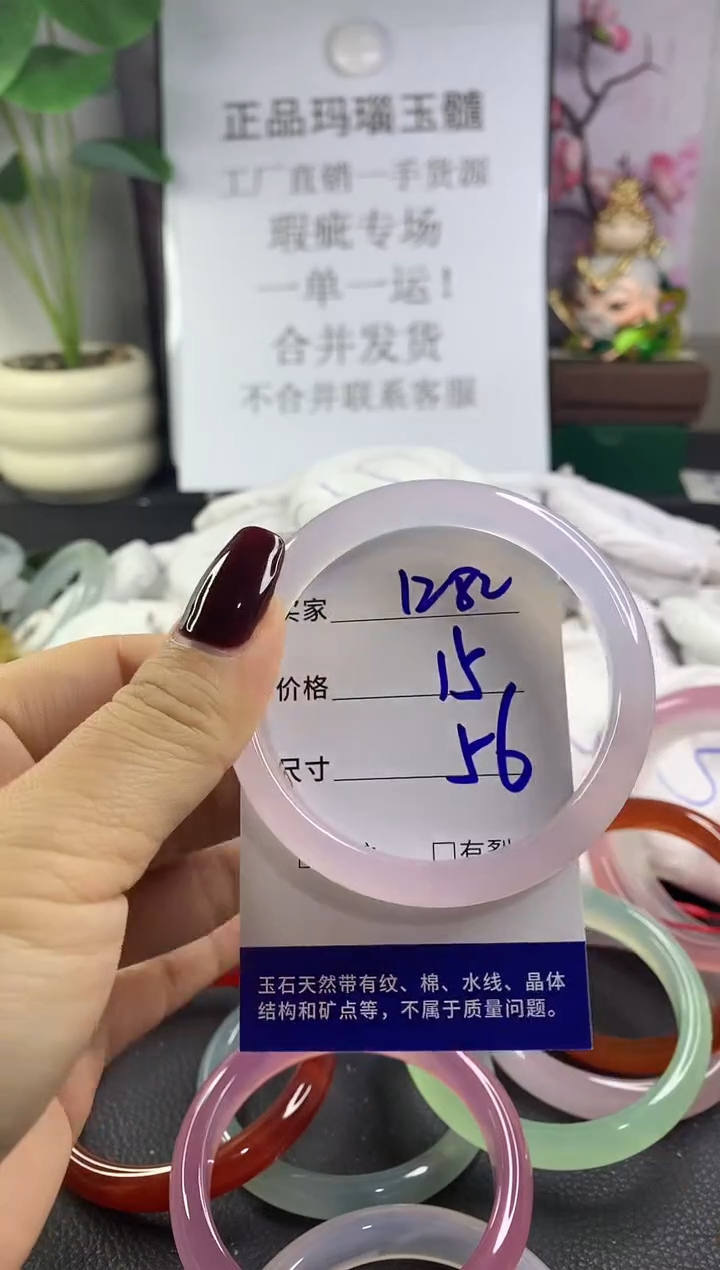 正品玛瑙玉髓
工厂直销一手货源
瑕疵专场
一单一运！
合并发货
不合并联系客服
买家 1282
价格 15
尺寸 56
□有裂
玉石天然带有纹、棉、水线、晶体
结构和矿点等，不属于质量问题。